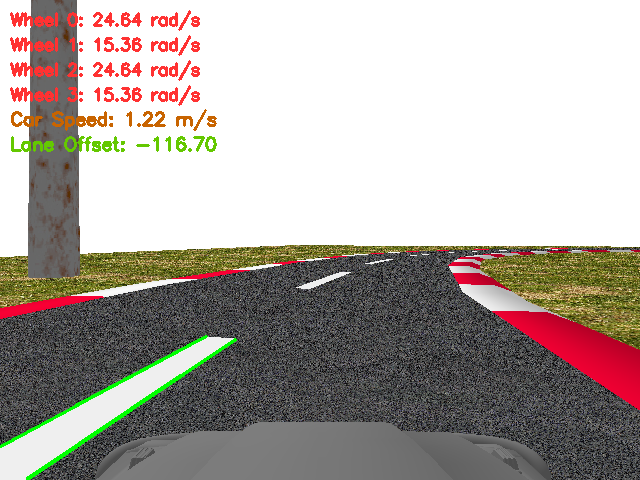 Wheel 0: 24.64 rad/s
Wheel 1: 15.36 rad/s
Wheel 2: 24.64 rad/s
Wheel 3: 15.36 rad/s
Car Speed: 1.22 m/s
Lane Offset: -116.70